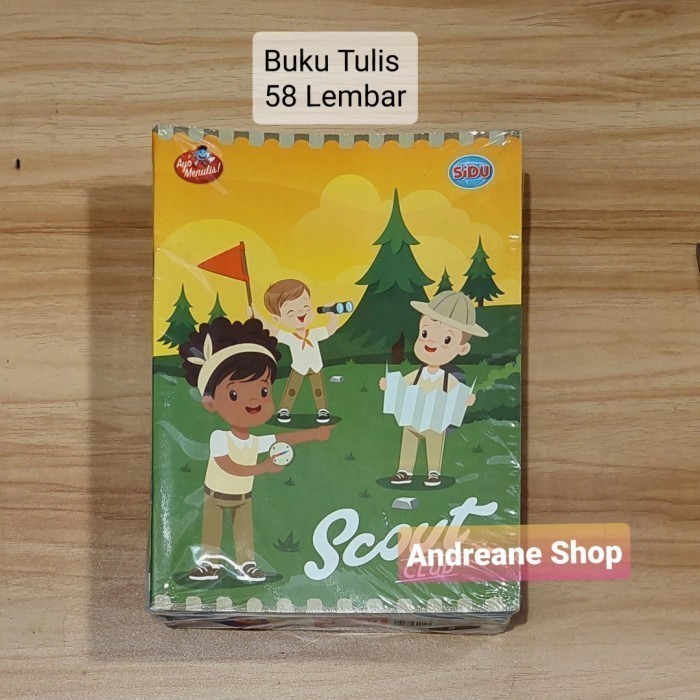 Buku Tulis
58 Lembar
Ayo
Menulis!
SiDU
Scout
CLUB
Andreane Shop